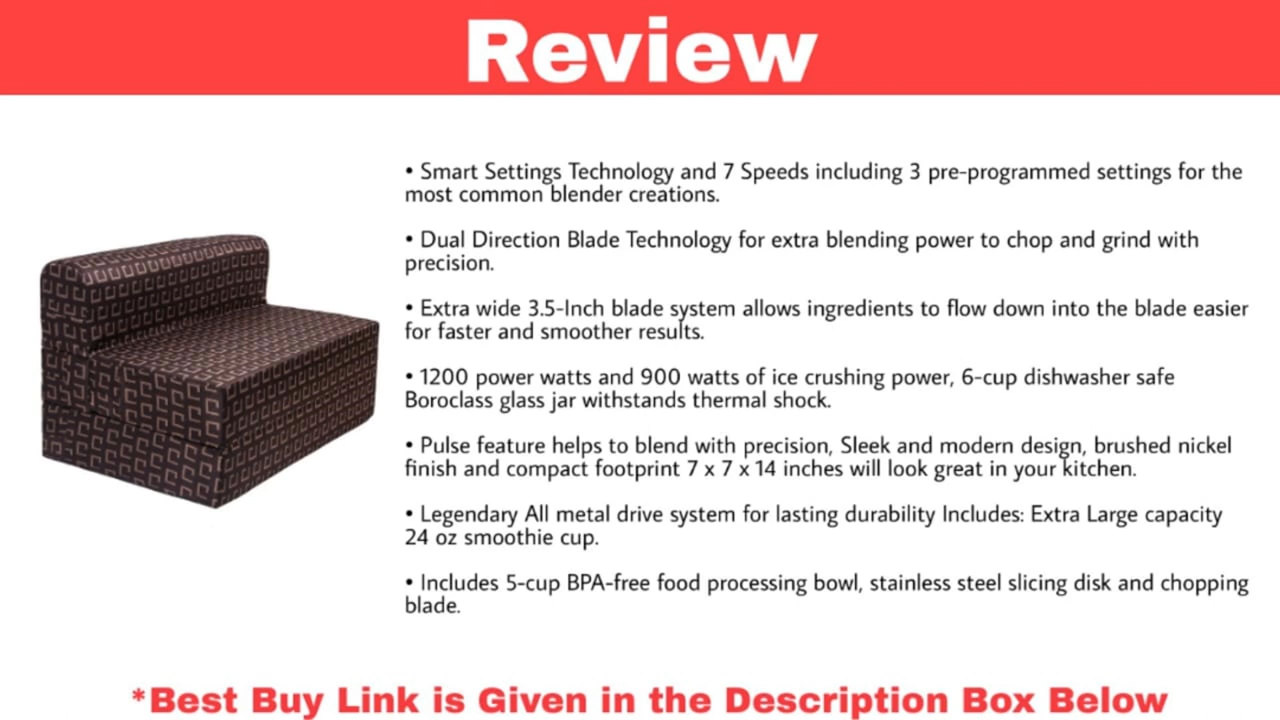 Review
• Smart Settings Technology and 7 Speeds including 3 pre-programmed settings for the
most common blender creations.
• Dual Direction Blade Technology for extra blending power to chop and grind with
precision.
• Extra wide 3.5-Inch blade system allows ingredients to flow down into the blade easier
for faster and smoother results.
• 1200 power watts and 900 watts of ice crushing power, 6-cup dishwasher safe
Boroclass glass jar withstands thermal shock.
• Pulse feature helps to blend with precision, Sleek and modern design, brushed nickel
finish and compact footprint 7 x 7 x 14 inches will look great in your kitchen.
• Legendary All metal drive system for lasting durability Includes: Extra Large capacity
24 oz smoothie cup.
• Includes 5-cup BPA-free food processing bowl, stainless steel slicing disk and chopping
blade.
*Best Buy Link is Given in the Description Box Below